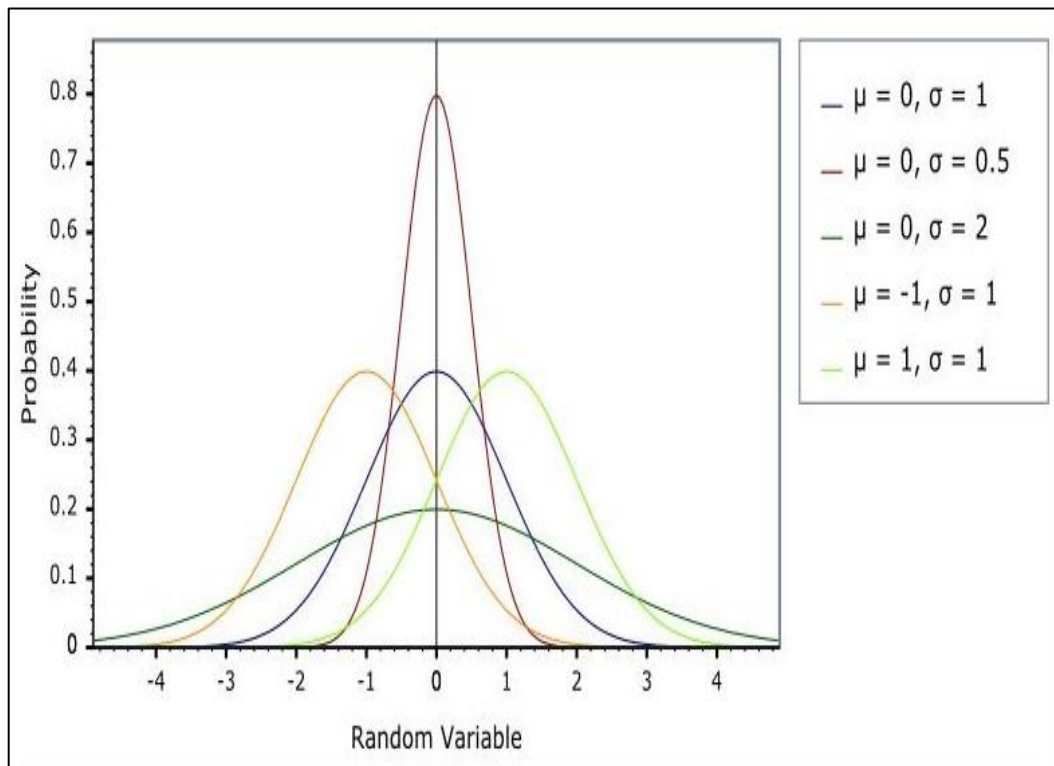 0.8
0.7
0.6
0.5
0.4
0.3
0.2
0.1
0
Probability
-4 -3 -2 -1 0 1 2 3 4
Random Variable
μ = 0, σ = 1
μ = 0, σ = 0.5
μ = 0, σ = 2
μ = -1, σ = 1
μ = 1, σ = 1